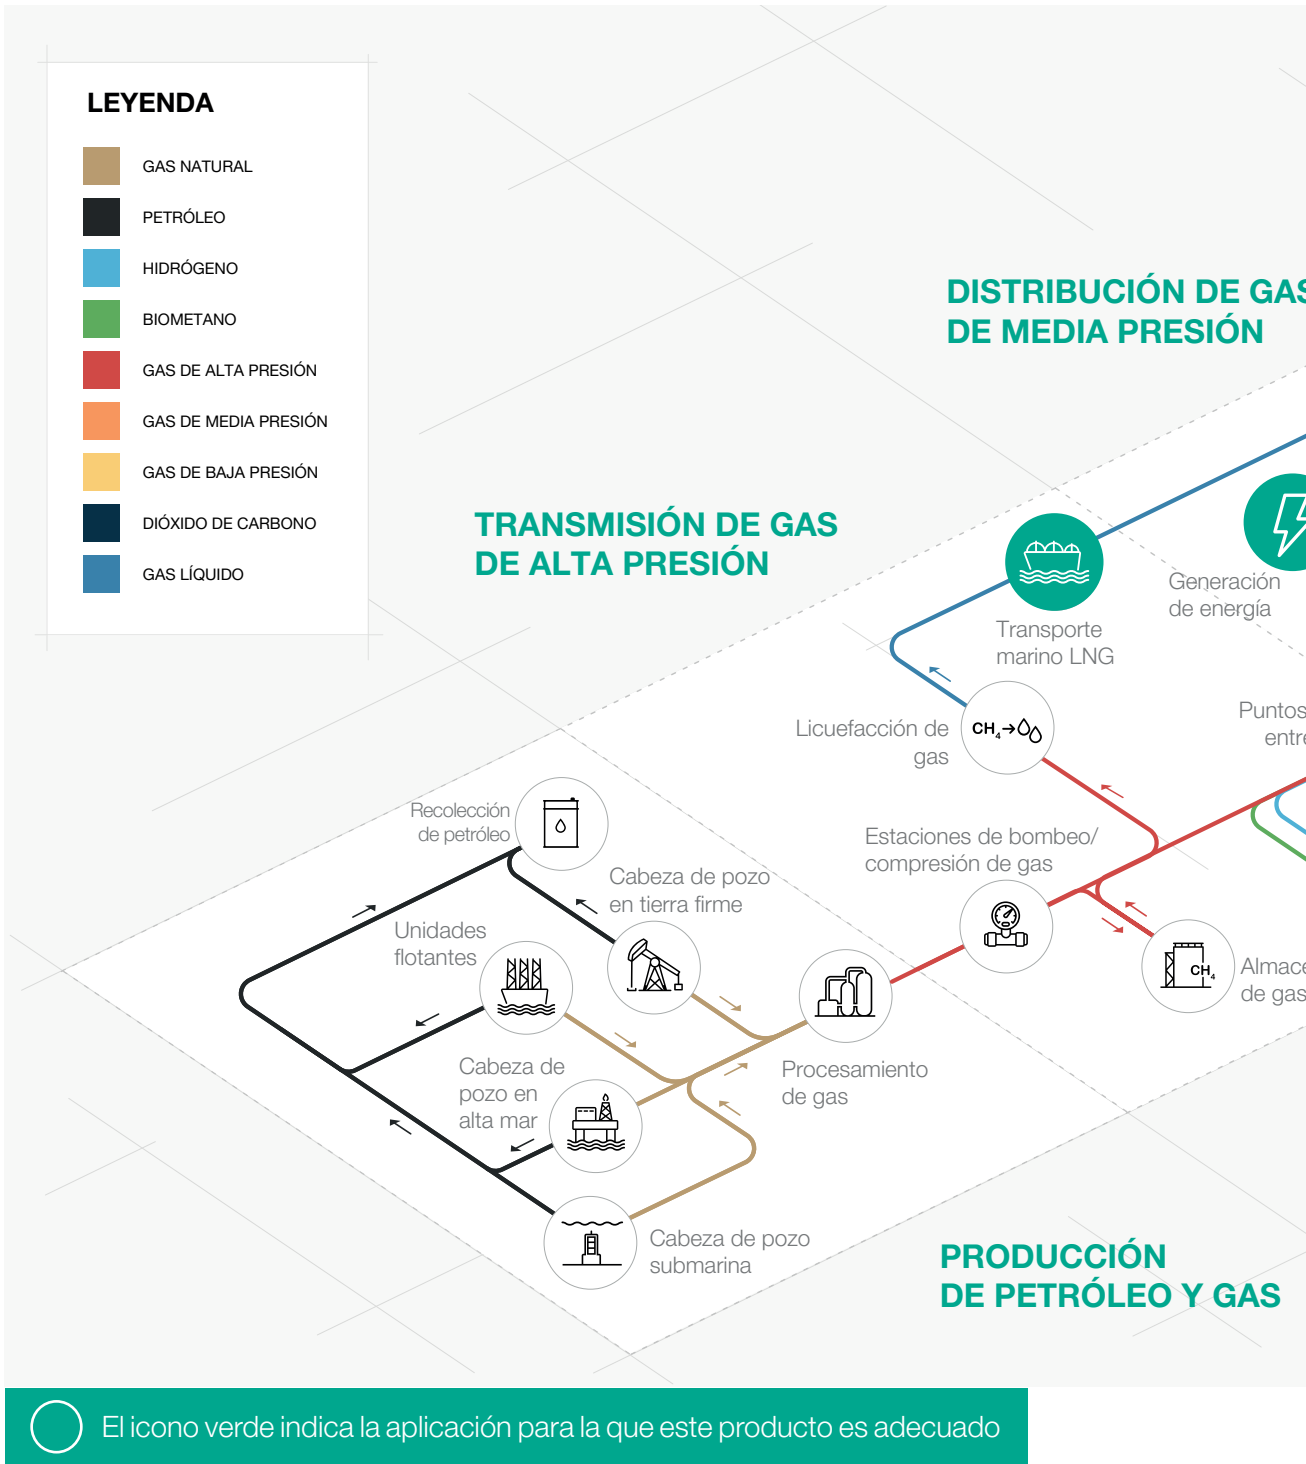 LEYENDA
GAS NATURAL
PETRÓLEO
HIDRÓGENO
BIOMETANO
GAS DE ALTA PRESIÓN
GAS DE MEDIA PRESIÓN
GAS DE BAJA PRESIÓN
DIÓXIDO DE CARBONO
GAS LÍQUIDO
DISTRIBUCIÓN DE GAS
DE MEDIA PRESIÓN
TRANSMISIÓN DE GAS
DE ALTA PRESIÓN
Generación
de energía
Transporte
marino LNG
Licuefacción de
gas
CH₄→
Puntos
entre
Recolección
de petróleo
Estaciones de bombeo/
compresión de gas
Cabeza de pozo
en tierra firme
Unidades
flotantes
CH₄
Almace
de gas
Procesamiento
de gas
Cabeza de
pozo en
alta mar
Cabeza de pozo
submarina
PRODUCCIÓN
DE PETRÓLEO Y GAS
El icono verde indica la aplicación para la que este producto es adecuado